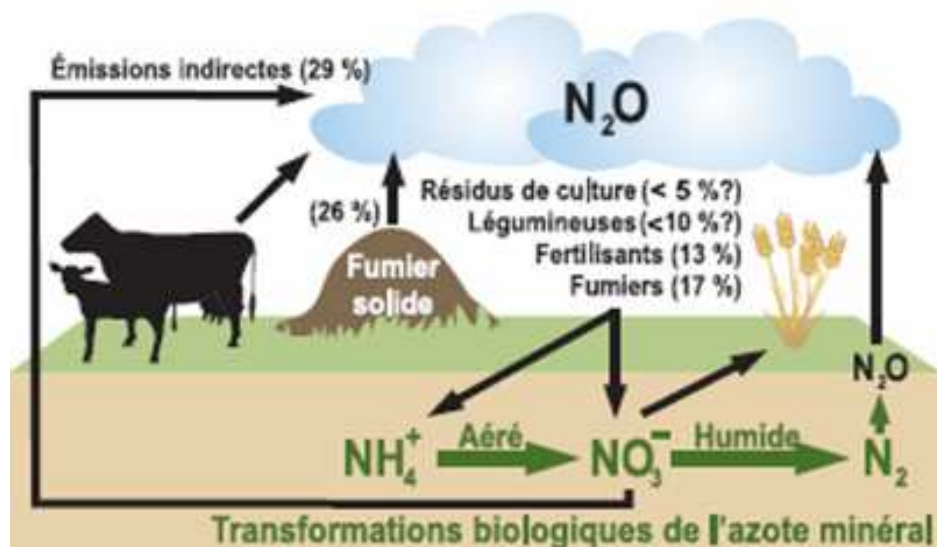 Émissions indirectes (29 %)
N₂O
(26 %)
Résidus de culture (< 5 %?)
Légumineuses (<10 %?)
Fertilisants (13 %)
Fumiers (17 %)
Fumier
solide
N₂O
NH₄⁺ Aéré NO₃⁻ Humide N₂
Transformations biologiques de l'azote minéral